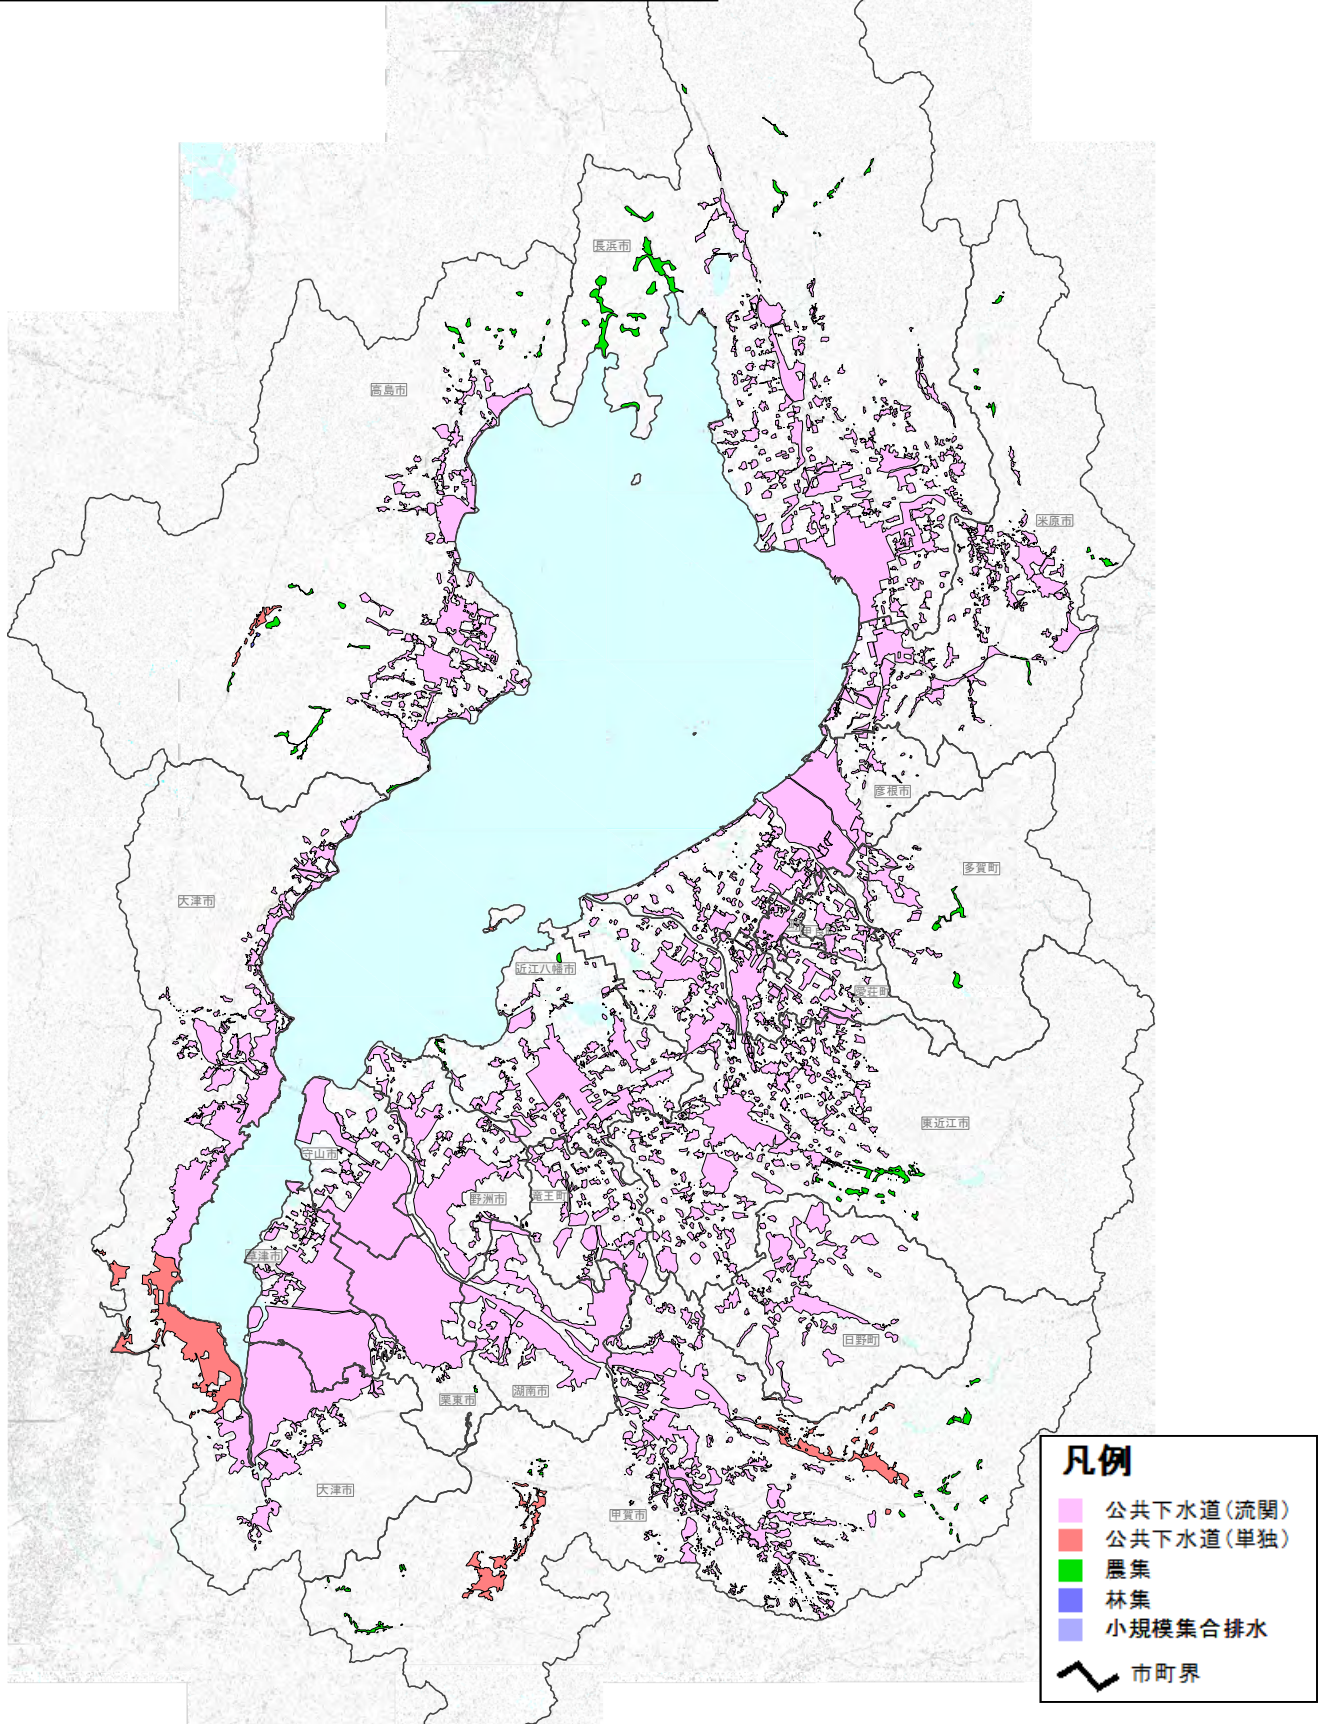 長浜市
高島市
米原市
彦根市
多賀町
大津市
近江八幡市
愛荘町
東近江市
守山市
野洲市
竜王町
草津市
日野町
湖南市
栗東市
大津市
甲賀市
凡例
公共下水道(流関)
公共下水道(単独)
農集
林集
小規模集合排水
市町界